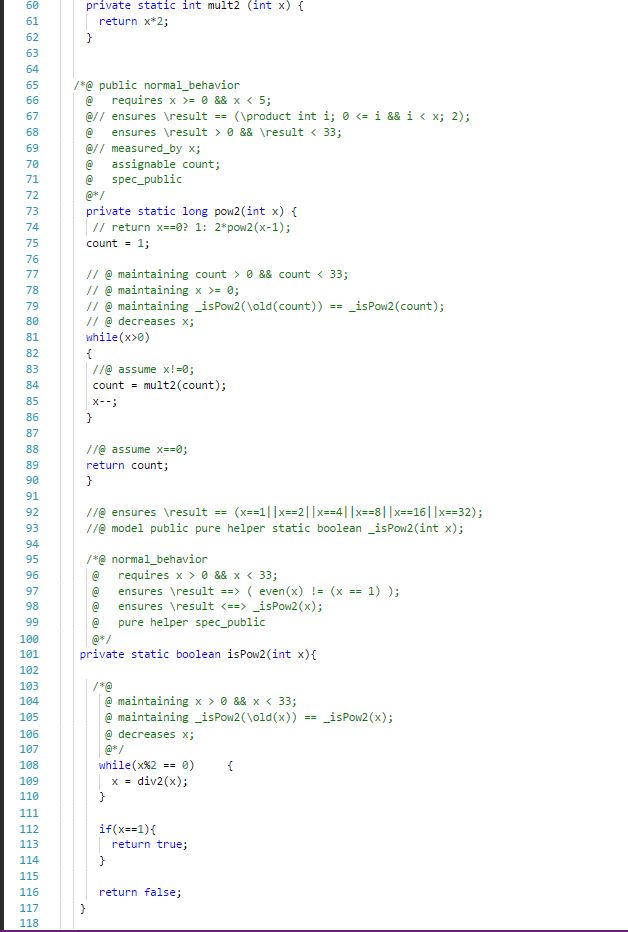 60 private static int mult2 (int x) {
61 return x*2;
62 }
63
64
65 /*@ public normal_behavior
66 @ requires x >= 0 && x < 5;
67 @// ensures \result == (\product int i; 0 <= i && i < x; 2);
68 @ ensures \result > 0 && \result < 33;
69 @// measured_by x;
70 @ assignable count;
71 @ spec_public
72 @*/
73 private static long pow2(int x) {
74 // return x==0? 1: 2*pow2(x-1);
75 count = 1;
76
77 // @ maintaining count > 0 && count < 33;
78 // @ maintaining x >= 0;
79 // @ maintaining _isPow2(\old(count)) == _isPow2(count);
80 // @ decreases x;
81 while(x>0)
82 {
83 //@ assume x!=0;
84 count = mult2(count);
85 x--;
86 }
87
88 //@ assume x==0;
89 return count;
90 }
91
92 //@ ensures \result == (x==1||x==2||x==4||x==8||x==16||x==32);
93 //@ model public pure helper static boolean _isPow2(int x);
94
95 /*@ normal_behavior
96 @ requires x > 0 && x < 33;
97 @ ensures \result ==> ( even(x) != (x == 1) );
98 @ ensures \result <==> _isPow2(x);
99 @ pure helper spec_public
100 @*/
101 private static boolean isPow2(int x){
102
103 /*@
104 @ maintaining x > 0 && x < 33;
105 @ maintaining _isPow2(\old(x)) == _isPow2(x);
106 @ decreases x;
107 @*/
108 while(x%2 == 0) {
109 x = div2(x);
110 }
111
112 if(x==1){
113 return true;
114 }
115
116 return false;
117 }
118